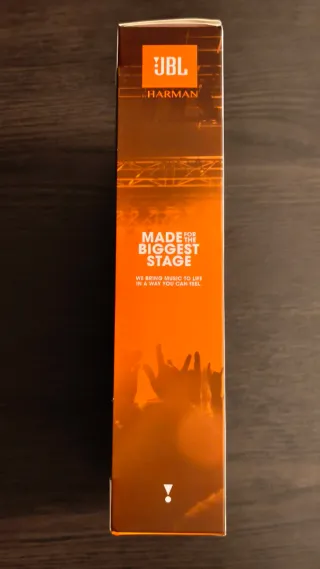 JBL
HARMAN
MADE FOR THE
BIGGEST
STAGE
WE BRING MUSIC TO LIFE
IN A WAY YOU CAN FEEL.